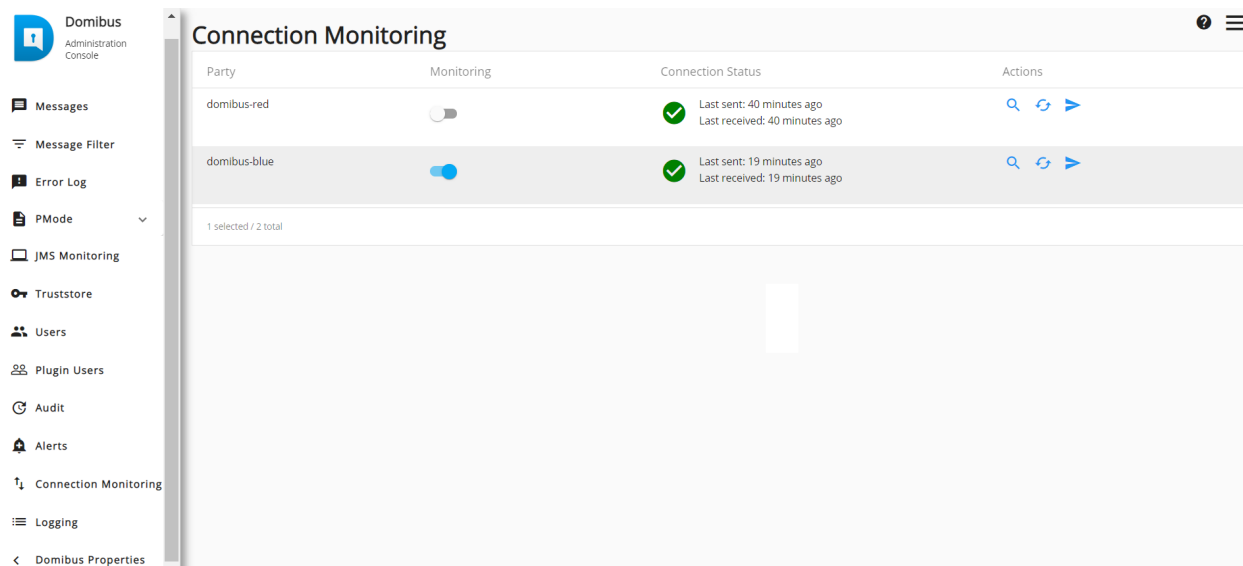 Domibus
Administration
Console
Messages
Message Filter
Error Log
PMode
JMS Monitoring
Truststore
Users
Plugin Users
Audit
Alerts
Connection Monitoring
Logging
Domibus Properties
Connection Monitoring
Party Monitoring Connection Status Actions
domibus-red Last sent: 40 minutes ago
Last received: 40 minutes ago
domibus-blue Last sent: 19 minutes ago
Last received: 19 minutes ago
1 selected / 2 total